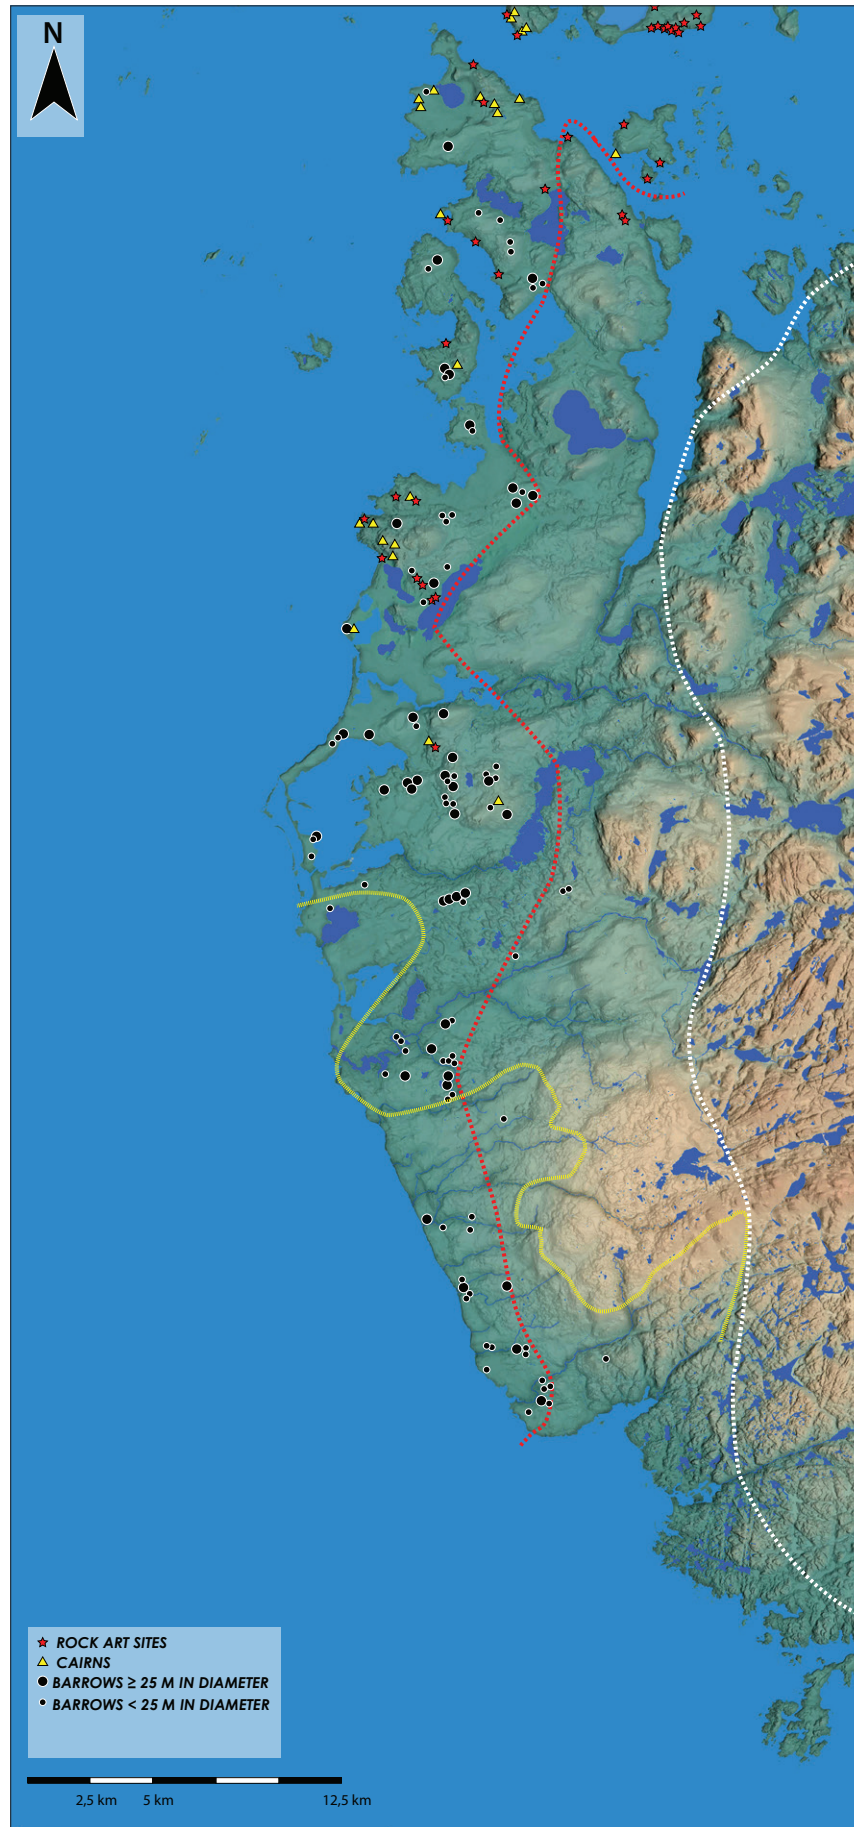 N
ROCK ART SITES
CAIRNS
BARROWS ≥ 25 M IN DIAMETER
BARROWS < 25 M IN DIAMETER
2,5 km 5 km 12,5 km